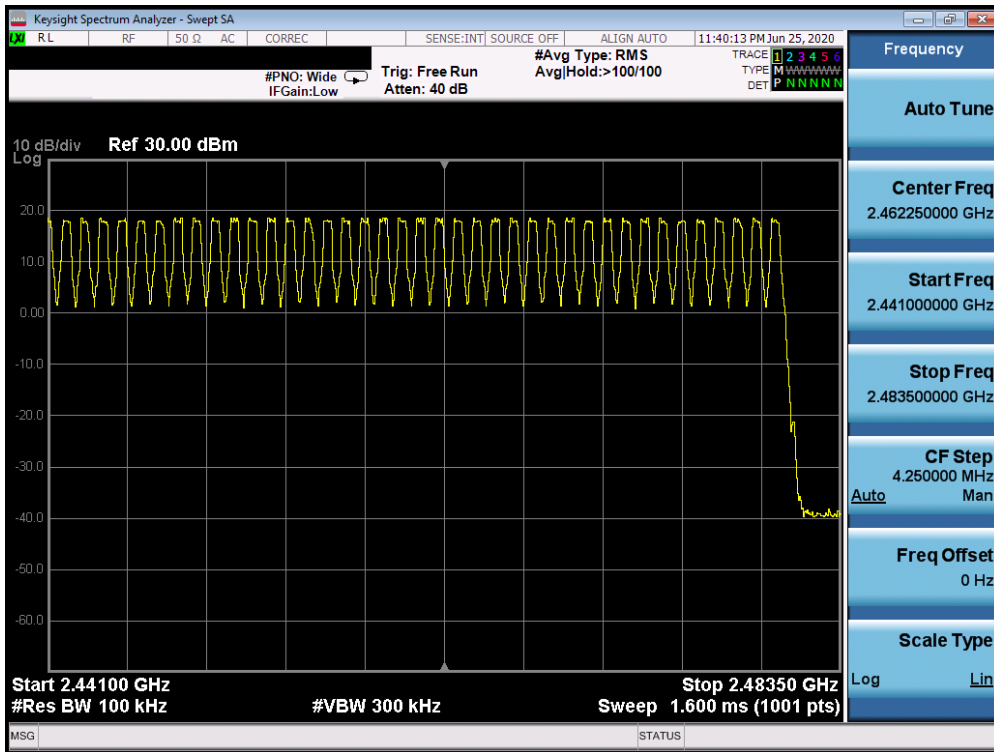 Keysight Spectrum Analyzer - Swept SA
LXI RL RF 50 Ω AC CORREC SENSE:INT SOURCE OFF ALIGN AUTO 11:40:13 PM Jun 25, 2020
#PNO: Wide
IFGain:Low
Trig: Free Run
Atten: 40 dB
#Avg Type: RMS
Avg|Hold:>100/100
TRACE 1 2 3 4 5 6
TYPE M WWWWW
DET P N N N N N
10 dB/div
Log
Ref 30.00 dBm
20.0
10.0
0.00
-10.0
-20.0
-30.0
-40.0
-50.0
-60.0
Start 2.44100 GHz
Stop 2.48350 GHz
#Res BW 100 kHz
#VBW 300 kHz
Sweep 1.600 ms (1001 pts)
MSG
STATUS
Frequency
Auto Tune
Center Freq
2.462250000 GHz
Start Freq
2.441000000 GHz
Stop Freq
2.483500000 GHz
CF Step
4.250000 MHz
Auto Man
Freq Offset
0 Hz
Scale Type
Log Lin